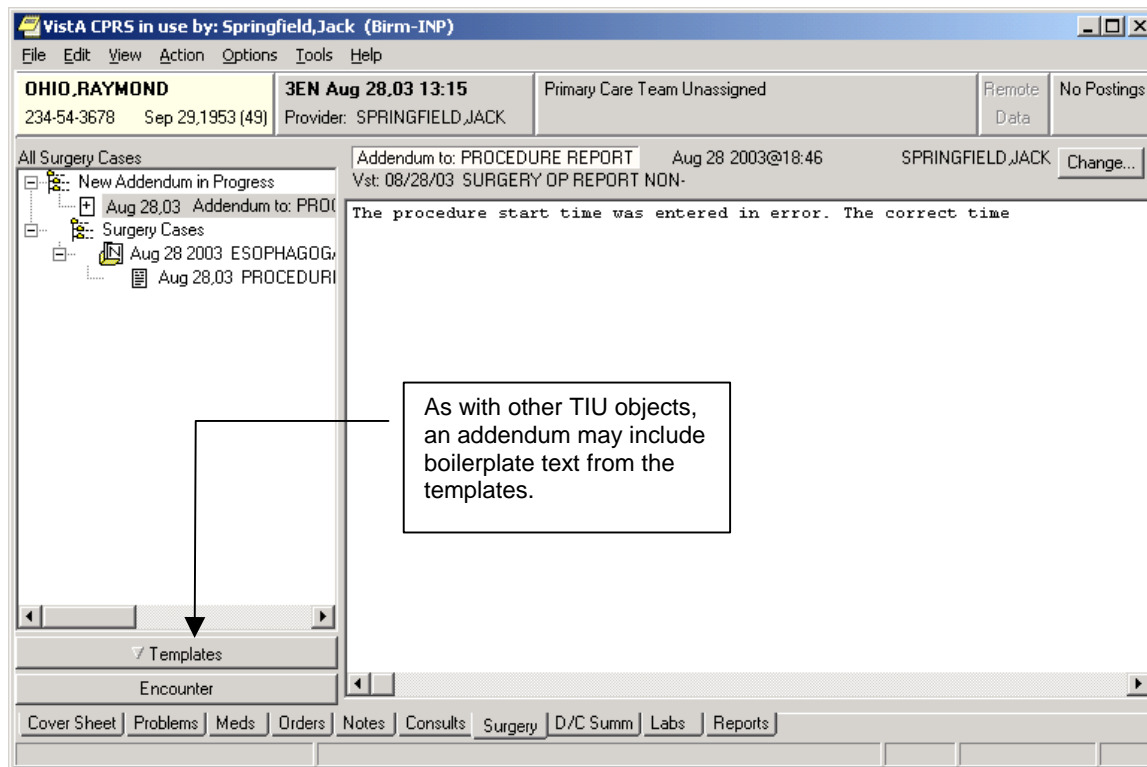 VistA CPRS in use by: Springfield,Jack (Birm-INP)
File Edit View Action Options Tools Help
OHIO,RAYMOND
234-54-3678 Sep 29,1953 (49)
3EN Aug 28,03 13:15
Provider: SPRINGFIELD,JACK
Primary Care Team Unassigned
Remote
Data
No Postings
All Surgery Cases
New Addendum in Progress
Aug 28,03 Addendum to: PRO
Surgery Cases
Aug 28 2003 ESOPHAGOG
Aug 28,03 PROCEDUR
Addendum to: PROCEDURE REPORT Aug 28 2003@18:46 SPRINGFIELD,JACK
Change...
Vst: 08/28/03 SURGERY OP REPORT NON-
The procedure start time was entered in error. The correct time
As with other TIU objects,
an addendum may include
boilerplate text from the
templates.
Templates
Encounter
Cover Sheet Problems Meds Orders Notes Consults Surgery D/C Summ Labs Reports